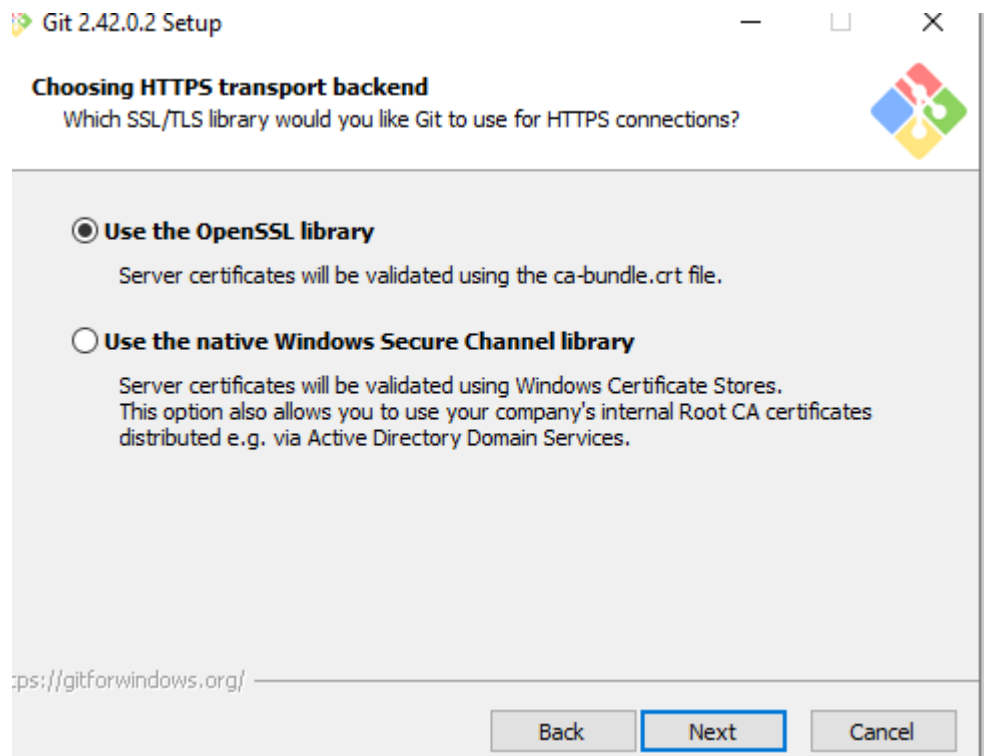 Git 2.42.0.2 Setup
Choosing HTTPS transport backend
Which SSL/TLS library would you like Git to use for HTTPS connections?
Use the OpenSSL library
Server certificates will be validated using the ca-bundle.crt file.
Use the native Windows Secure Channel library
Server certificates will be validated using Windows Certificate Stores.
This option also allows you to use your company's internal Root CA certificates
distributed e.g. via Active Directory Domain Services.
tps://gitforwindows.org/
Back Next Cancel